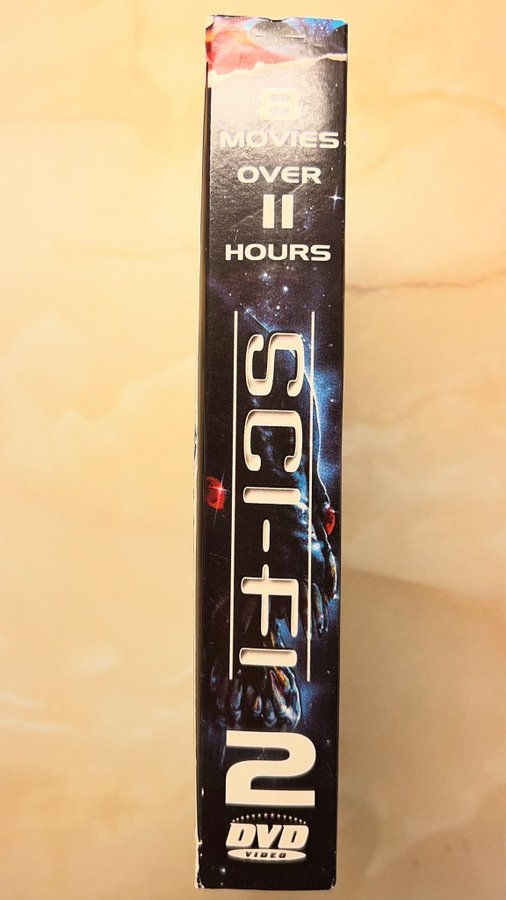 8
MOVIES
OVER
11
HOURS
SCI-FI
2
DVD
VIDEO